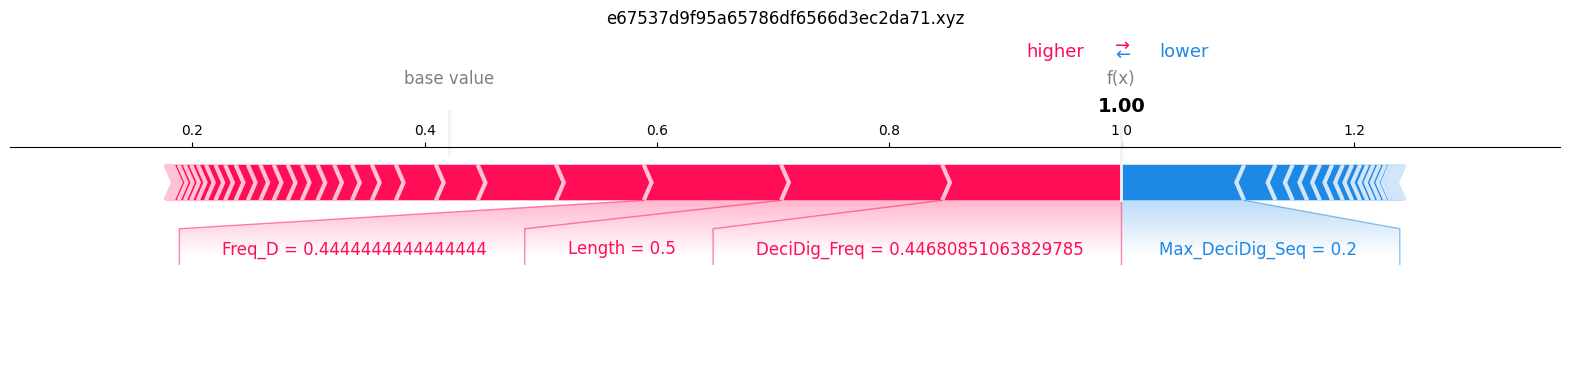 e67537d9f95a65786df6566d3ec2da71.xyz
higher ⇄ lower
base value f(x)
1.00
0.2 0.4 0.6 0.8 1.0 1.2
Freq_D = 0.4444444444444444 Length = 0.5 DeciDig_Freq = 0.44680851063829785 Max_DeciDig_Seq = 0.2